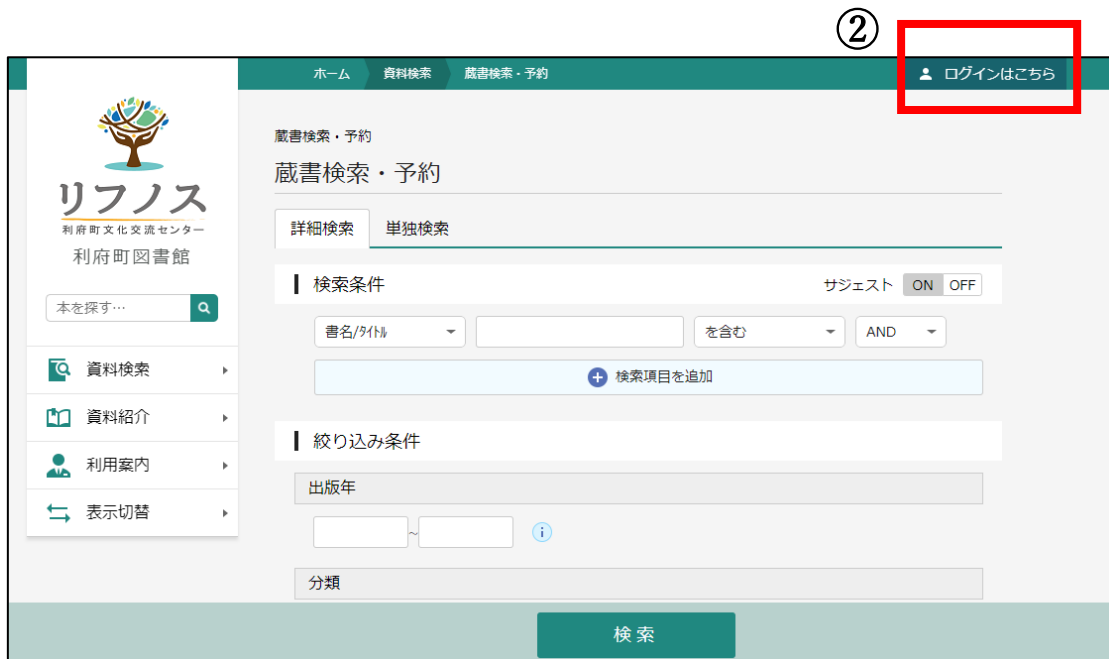 ②
ホーム 資料検索 蔵書検索・予約 ログインはこちら
リフノス
利府町文化交流センター
利府町図書館
本を探す…
資料検索
資料紹介
利用案内
表示切替
蔵書検索・予約
蔵書検索・予約
詳細検索 単独検索
検索条件 サジェスト ON OFF
書名/ﾀｲﾄﾙ を含む AND
検索項目を追加
絞り込み条件
出版年
~
分類
検索